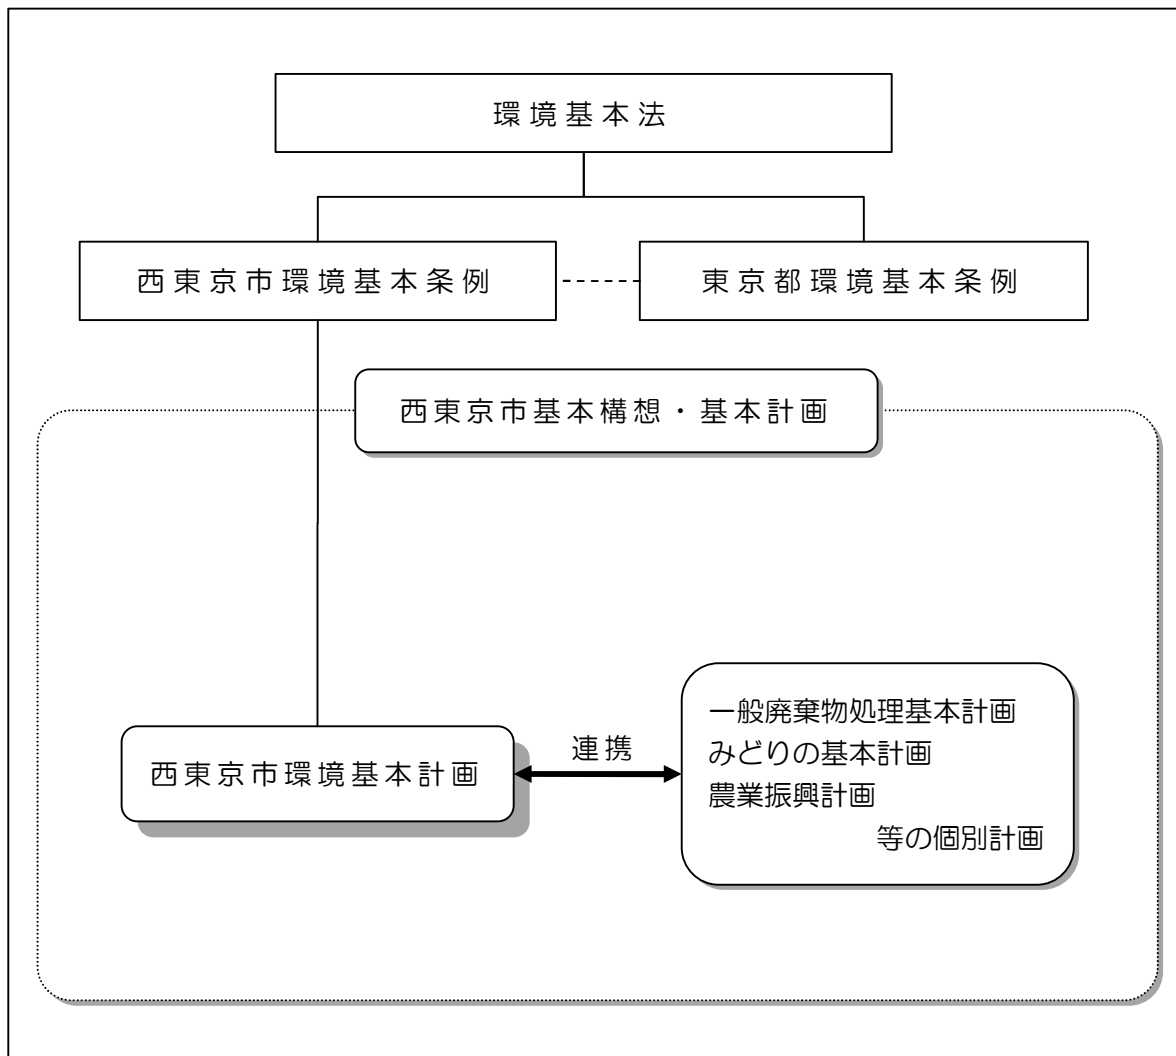 環境基本法
西東京市環境基本条例
東京都環境基本条例
西東京市基本構想・基本計画
西東京市環境基本計画
連携
一般廃棄物処理基本計画
みどりの基本計画
農業振興計画
等の個別計画